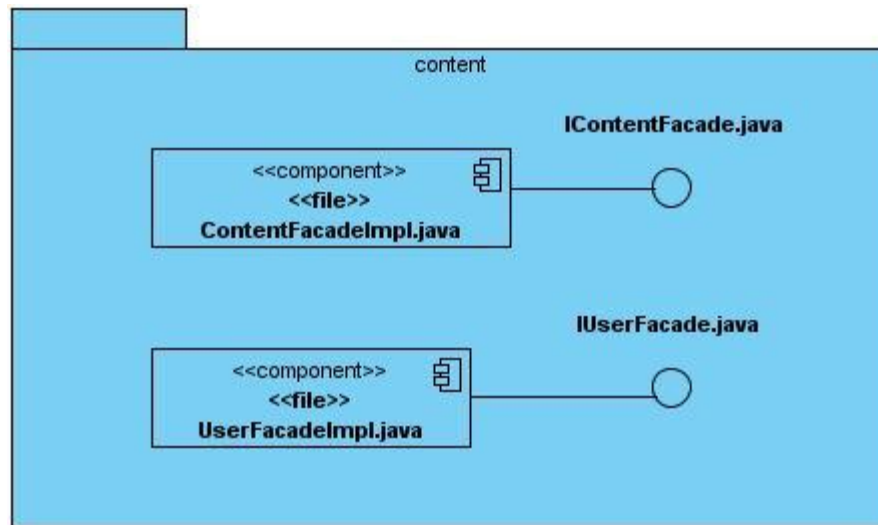 content
IContentFacade.java
<<component>>
<<file>>
ContentFacadeImpl.java
IUserFacade.java
<<component>>
<<file>>
UserFacadeImpl.java